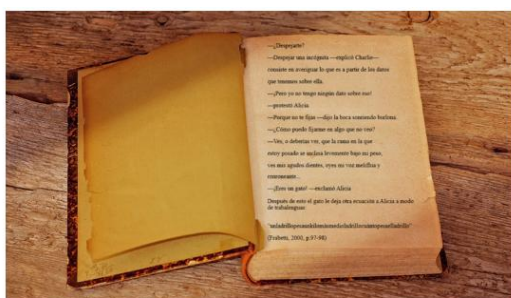 —¿Despejarte?
—Despejar una incógnita —explicó Charlie—
consiste en averiguar lo que es a partir de los datos
que tenemos sobre ella.
—¡Pero yo no tengo ningún dato sobre eso!
—protestó Alicia
—Porque no te fijas —dijo la boca sonriendo burlona.
—¿Cómo puedo fijarme en algo que no veo?
—Ves, o deberías ver, que la rama en la que
estoy posado se inclina levemente bajo mi peso,
ves mis agudos dientes, oyes mi voz meliflua y
ronroneante...
—¡Eres un gato! —exclamó Alicia
Después de esto el gato le deja otra ecuación a Alicia a modo
de trabalenguas:
(Frabetti, 2000, p.97-98)